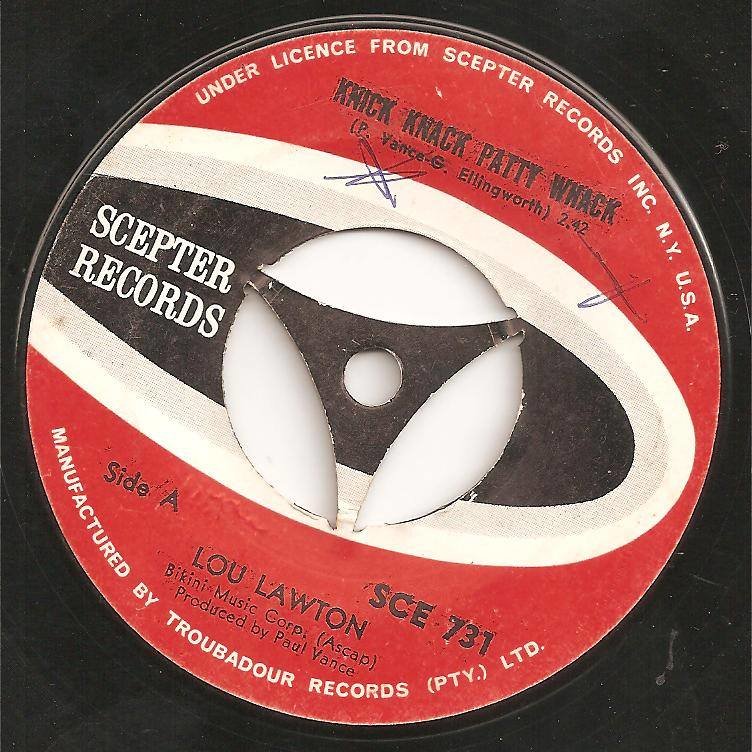 UNDER LICENCE FROM SCEPTER RECORDS INC. N.Y. U.S.A.
KNICK KNACK PATTY WHACK
(P. Vance-G. Ellingworth) 2.42
SCEPTER
RECORDS
Side A
SCE 731
LOU LAWTON
Bikini Music Corp. (Ascap)
Produced by Paul Vance
MANUFACTURED BY TROUBADOUR RECORDS (PTY.) LTD.